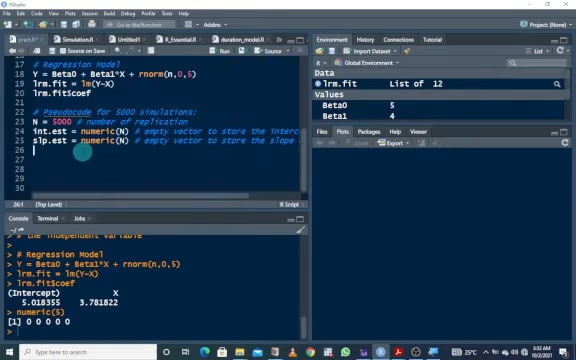 RStudio
File Edit Code View Plots Session Build Debug Profile Tools Help
Go to file/function
Addins
Project: (None)
pract.R*
Simulation.R
Untitled1
R_Essential.R
duration_model.R
Source on Save
Run
Source
17 # Regression Model
18 Y = Beta0 + Beta1*X + rnorm(n,0,5)
19 lrm.fit = lm(Y~X)
20 lrm.fit$coef
21
22 # Pseudocode for 5000 simulations:
23 N = 5000 # number of replication
24 int.est = numeric(N) # empty vector to store the interc
25 slp.est = numeric(N) # empty vector to store the slope
26
27
28
29
30
26:1
(Top Level)
R Script
Console Terminal Jobs
~/
> # the independent variable
>
> # Regression Model
> Y = Beta0 + Beta1*X + rnorm(n,0,5)
> lrm.fit = lm(Y~X)
> lrm.fit$coef
(Intercept) X
5.018355 3.781822
> numeric(5)
[1] 0 0 0 0 0
>
Environment History Connections Tutorial
Import Dataset
List
R
Global Environment
Data
lrm.fit List of 12
Values
Beta0 5
Beta1 4
Files Plots Packages Help Viewer
Zoom
Export
Type here to search
25°C
ENG
3:02 AM
10/2/2021